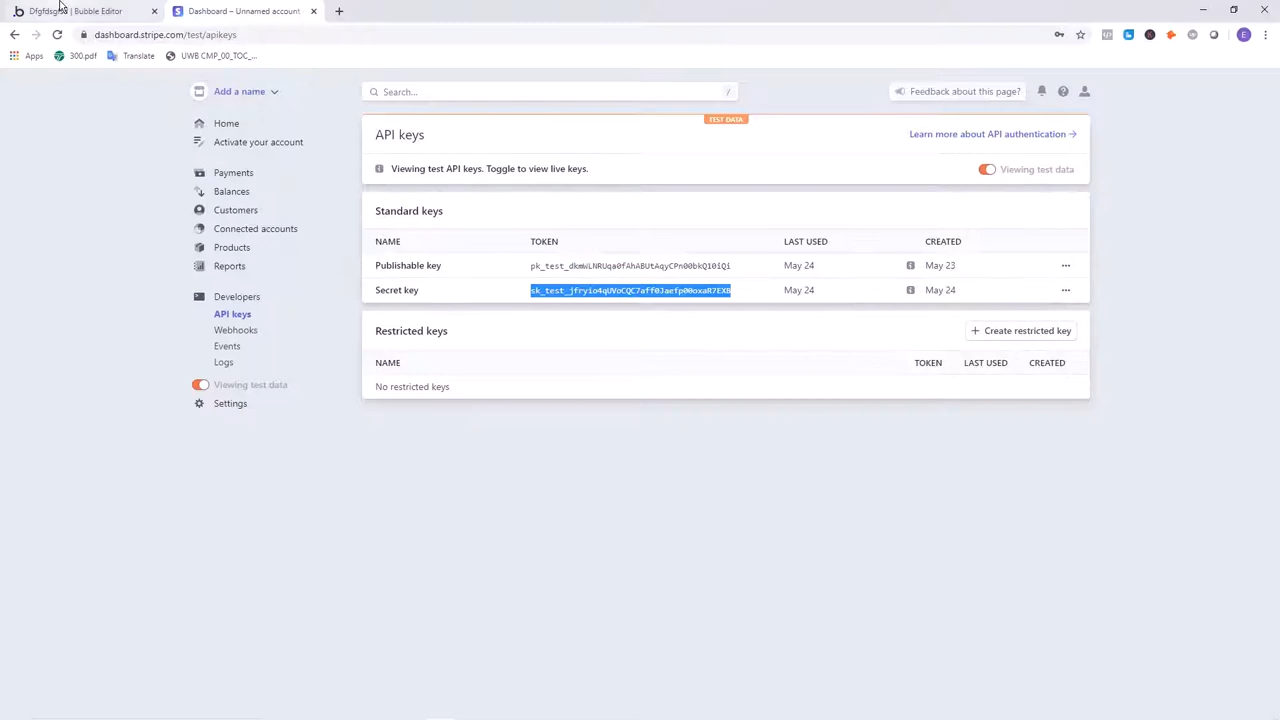 Dfgfdsg | Bubble Editor
Dashboard – Unnamed account
dashboard.stripe.com/test/apikeys
Apps
300.pdf
Translate
UWB CMP_00_TOC_...
Add a name
Search...
/
Feedback about this page?
TEST DATA
Home
Activate your account
Payments
Balances
Customers
Connected accounts
Products
Reports
Developers
API keys
Webhooks
Events
Logs
Viewing test data
Settings
API keys
Learn more about API authentication →
Viewing test API keys. Toggle to view live keys.
Viewing test data
Standard keys
NAME TOKEN LAST USED CREATED
Publishable key pk_test_dkmWLNRUqa0fAhABUtAqyCPn00bkQ10iQi May 24 May 23
Secret key sk_test_jfryio4qUVoCQC7aff0Jaefp00oxaR7EXB May 24 May 24
Restricted keys
+ Create restricted key
NAME TOKEN LAST USED CREATED
No restricted keys
E